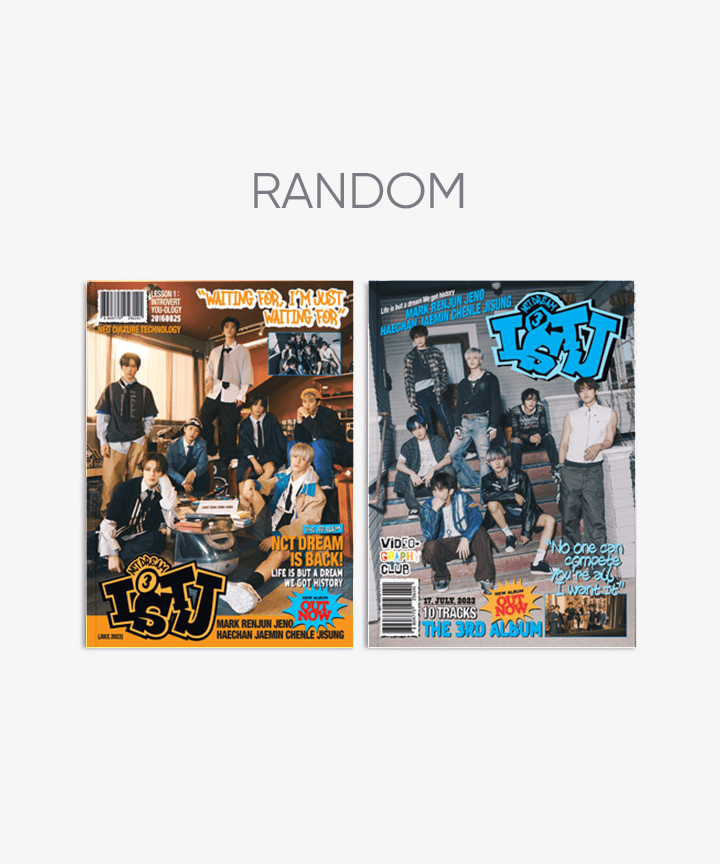 RANDOM
LESSON 1 :
INTROVERT
YOU-OLOGY
20160825
NEO CULTURE TECHNOLOGY
"WAITING FOR, I'M JUST
WAITING FOR"
NCT DREAM
IS BACK!
LIFE IS BUT A DREAM
WE GOT HISTORY
NEW ALBUM
OUT
NOW
NCT DREAM
3
ISTJ
(JULY, 2023)
MARK RENJUN JENO
HAECHAN JAEMIN CHENLE JISUNG
Life is but a dream We got history
MARK RENJUN JENO
HAECHAN JAEMIN CHENLE JISUNG
NCT DREAM
3
ISTJ
VIDEO-
GRAPHY
CLUB
"No one can
compete
You're all
I want it"
17, JULY, 2023
10 TRACKS
NEW ALBUM
OUT
NOW
THE 3RD ALBUM